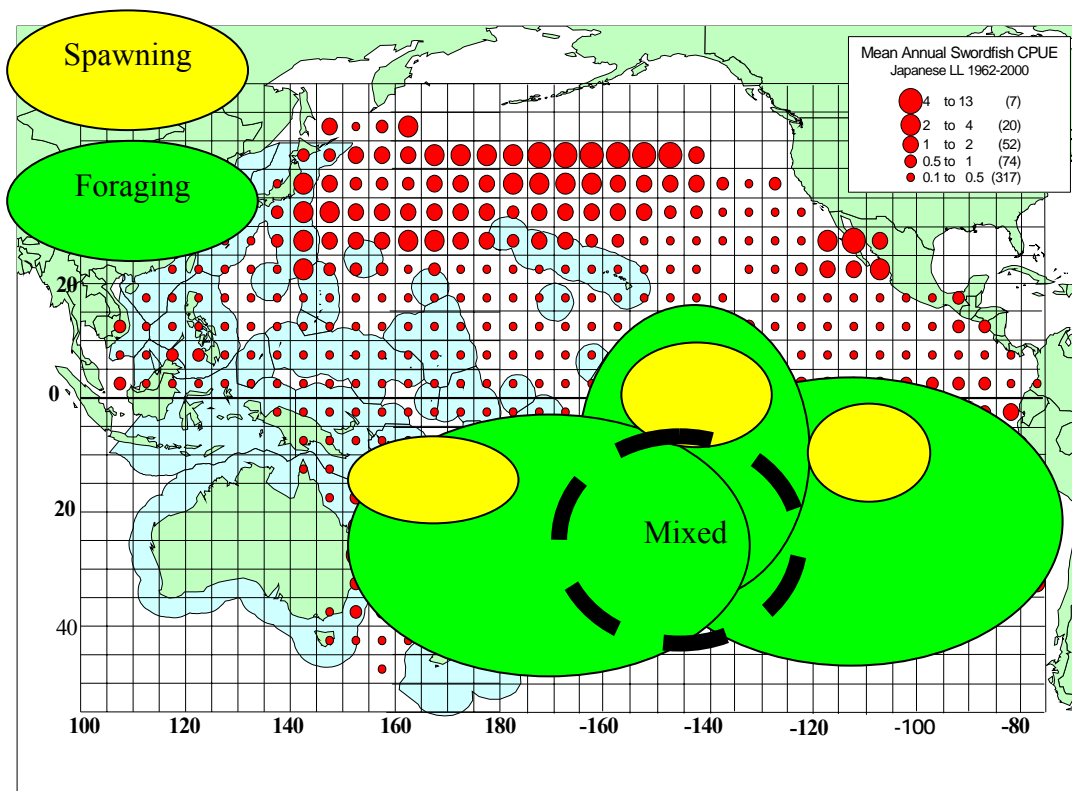 Spawning
Foraging
Mean Annual Swordfish CPUE
Japanese LL 1962-2000
4 to 13 (7)
2 to 4 (20)
1 to 2 (52)
0.5 to 1 (74)
0.1 to 0.5 (317)
20
0
20
Mixed
40
100 120 140 160 -160 -140 -120 -100 -80